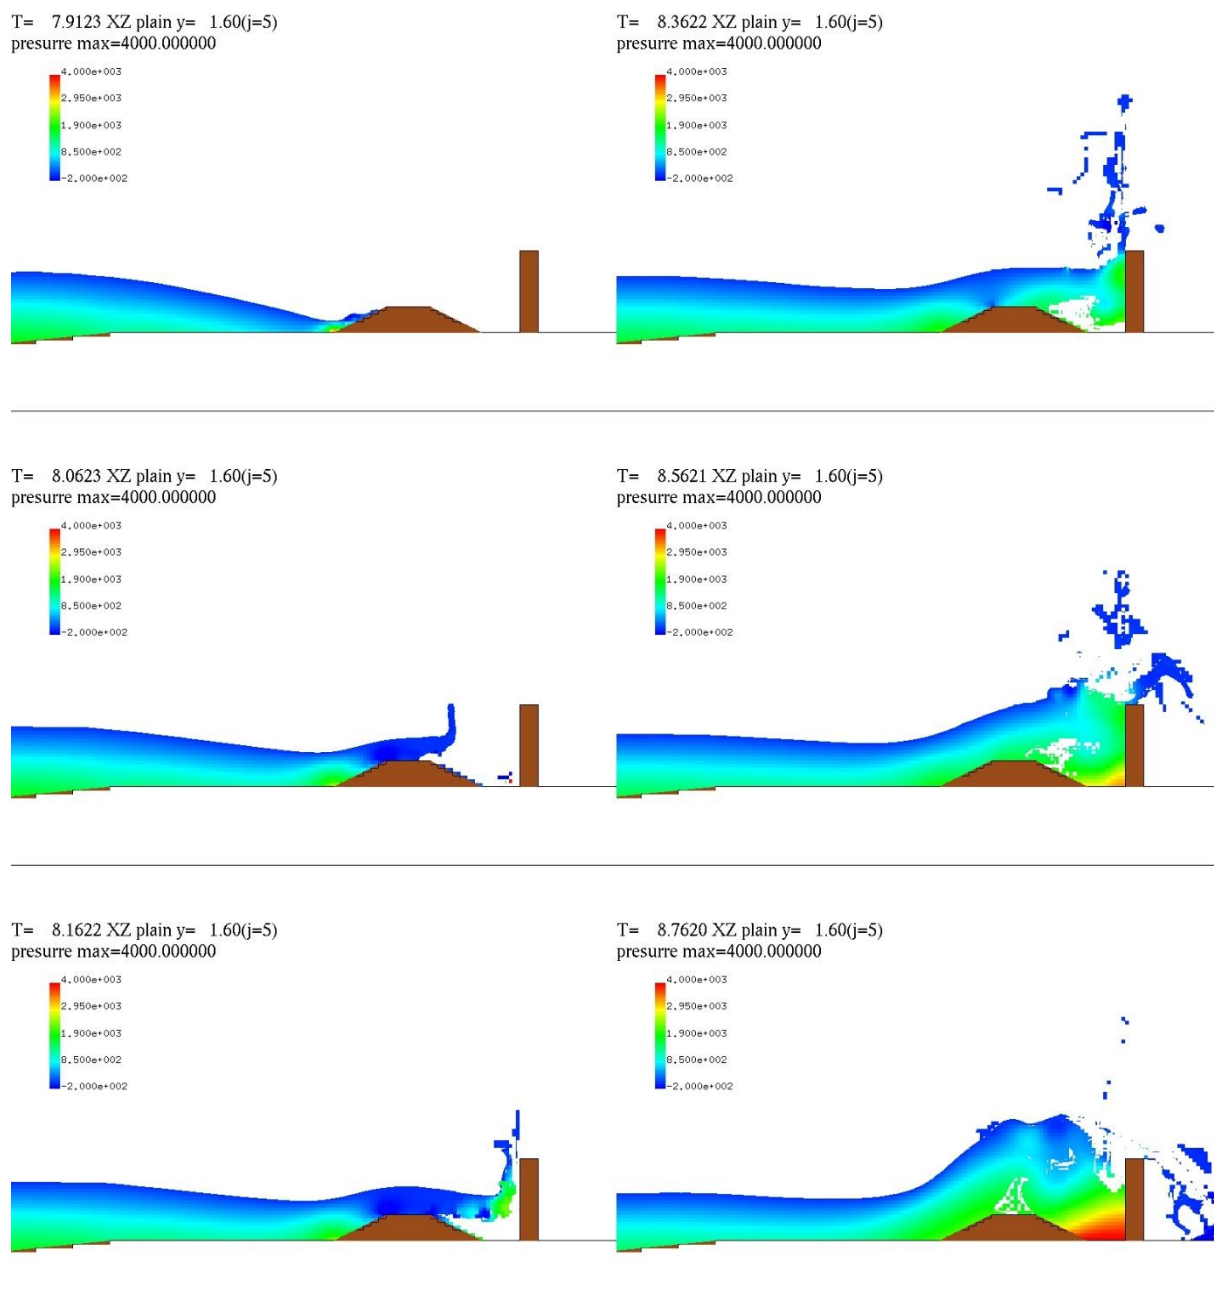 T= 7.9123 XZ plain y= 1.60(j=5)
presurre max=4000.000000
4.000e+003
2.950e+003
1.900e+003
8.500e+002
-2.000e+002
T= 8.0623 XZ plain y= 1.60(j=5)
presurre max=4000.000000
4.000e+003
2.950e+003
1.900e+003
8.500e+002
-2.000e+002
T= 8.1622 XZ plain y= 1.60(j=5)
presurre max=4000.000000
4.000e+003
2.950e+003
1.900e+003
8.500e+002
-2.000e+002
T= 8.3622 XZ plain y= 1.60(j=5)
presurre max=4000.000000
4.000e+003
2.950e+003
1.900e+003
8.500e+002
-2.000e+002
T= 8.5621 XZ plain y= 1.60(j=5)
presurre max=4000.000000
4.000e+003
2.950e+003
1.900e+003
8.500e+002
-2.000e+002
T= 8.7620 XZ plain y= 1.60(j=5)
presurre max=4000.000000
4.000e+003
2.950e+003
1.900e+003
8.500e+002
-2.000e+002